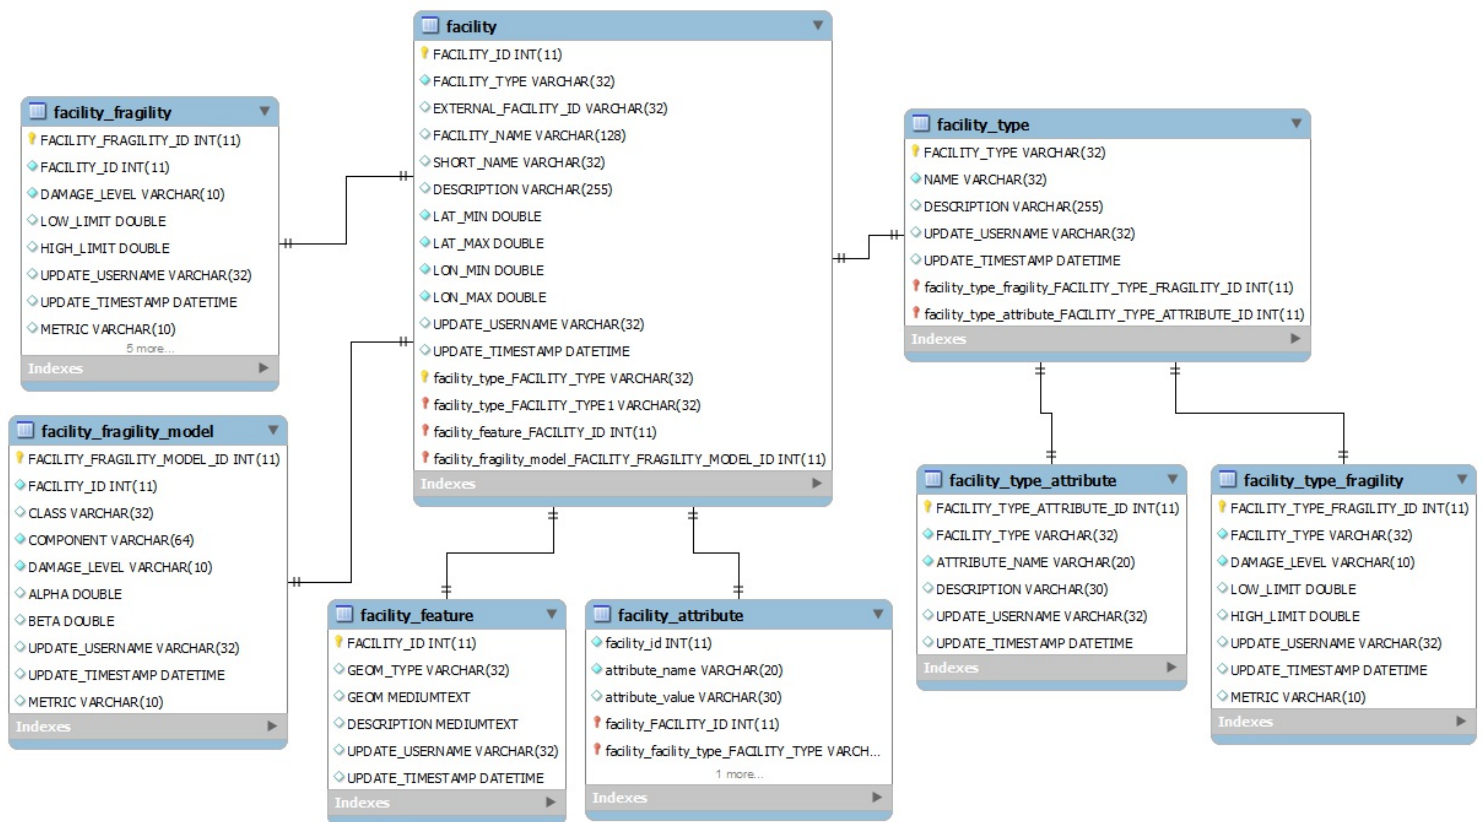 facility
FACILITY_ID INT(11)
FACILITY_TYPE VARCHAR(32)
EXTERNAL_FACILITY_ID VARCHAR(32)
FACILITY_NAME VARCHAR(128)
SHORT_NAME VARCHAR(32)
DESCRIPTION VARCHAR(255)
LAT_MIN DOUBLE
LAT_MAX DOUBLE
LON_MIN DOUBLE
LON_MAX DOUBLE
UPDATE_USERNAME VARCHAR(32)
UPDATE_TIMESTAMP DATETIME
facility_type_FACILITY_TYPE VARCHAR(32)
facility_type_FACILITY_TYPE1 VARCHAR(32)
facility_feature_FACILITY_ID INT(11)
facility_fragility_model_FACILITY_FRAGILITY_MODEL_ID INT(11)
Indexes
facility_fragility
FACILITY_FRAGILITY_ID INT(11)
FACILITY_ID INT(11)
DAMAGE_LEVEL VARCHAR(10)
LOW_LIMIT DOUBLE
HIGH_LIMIT DOUBLE
UPDATE_USERNAME VARCHAR(32)
UPDATE_TIMESTAMP DATETIME
METRIC VARCHAR(10)
5 more...
Indexes
facility_type
FACILITY_TYPE VARCHAR(32)
NAME VARCHAR(32)
DESCRIPTION VARCHAR(255)
UPDATE_USERNAME VARCHAR(32)
UPDATE_TIMESTAMP DATETIME
facility_type_fragility_FACILITY_TYPE_FRAGILITY_ID INT(11)
facility_type_attribute_FACILITY_TYPE_ATTRIBUTE_ID INT(11)
Indexes
facility_fragility_model
FACILITY_FRAGILITY_MODEL_ID INT(11)
FACILITY_ID INT(11)
CLASS VARCHAR(32)
COMPONENT VARCHAR(64)
DAMAGE_LEVEL VARCHAR(10)
ALPHA DOUBLE
BETA DOUBLE
UPDATE_USERNAME VARCHAR(32)
UPDATE_TIMESTAMP DATETIME
METRIC VARCHAR(10)
Indexes
facility_feature
FACILITY_ID INT(11)
GEOM_TYPE VARCHAR(32)
GEOM MEDIUMTEXT
DESCRIPTION MEDIUMTEXT
UPDATE_USERNAME VARCHAR(32)
UPDATE_TIMESTAMP DATETIME
Indexes
facility_attribute
facility_id INT(11)
attribute_name VARCHAR(20)
attribute_value VARCHAR(30)
facility_FACILITY_ID INT(11)
facility_facility_type_FACILITY_TYPE VARCH...
1 more...
Indexes
facility_type_attribute
FACILITY_TYPE_ATTRIBUTE_ID INT(11)
FACILITY_TYPE VARCHAR(32)
ATTRIBUTE_NAME VARCHAR(20)
DESCRIPTION VARCHAR(30)
UPDATE_USERNAME VARCHAR(32)
UPDATE_TIMESTAMP DATETIME
Indexes
facility_type_fragility
FACILITY_TYPE_FRAGILITY_ID INT(11)
FACILITY_TYPE VARCHAR(32)
DAMAGE_LEVEL VARCHAR(10)
LOW_LIMIT DOUBLE
HIGH_LIMIT DOUBLE
UPDATE_USERNAME VARCHAR(32)
UPDATE_TIMESTAMP DATETIME
METRIC VARCHAR(10)
Indexes